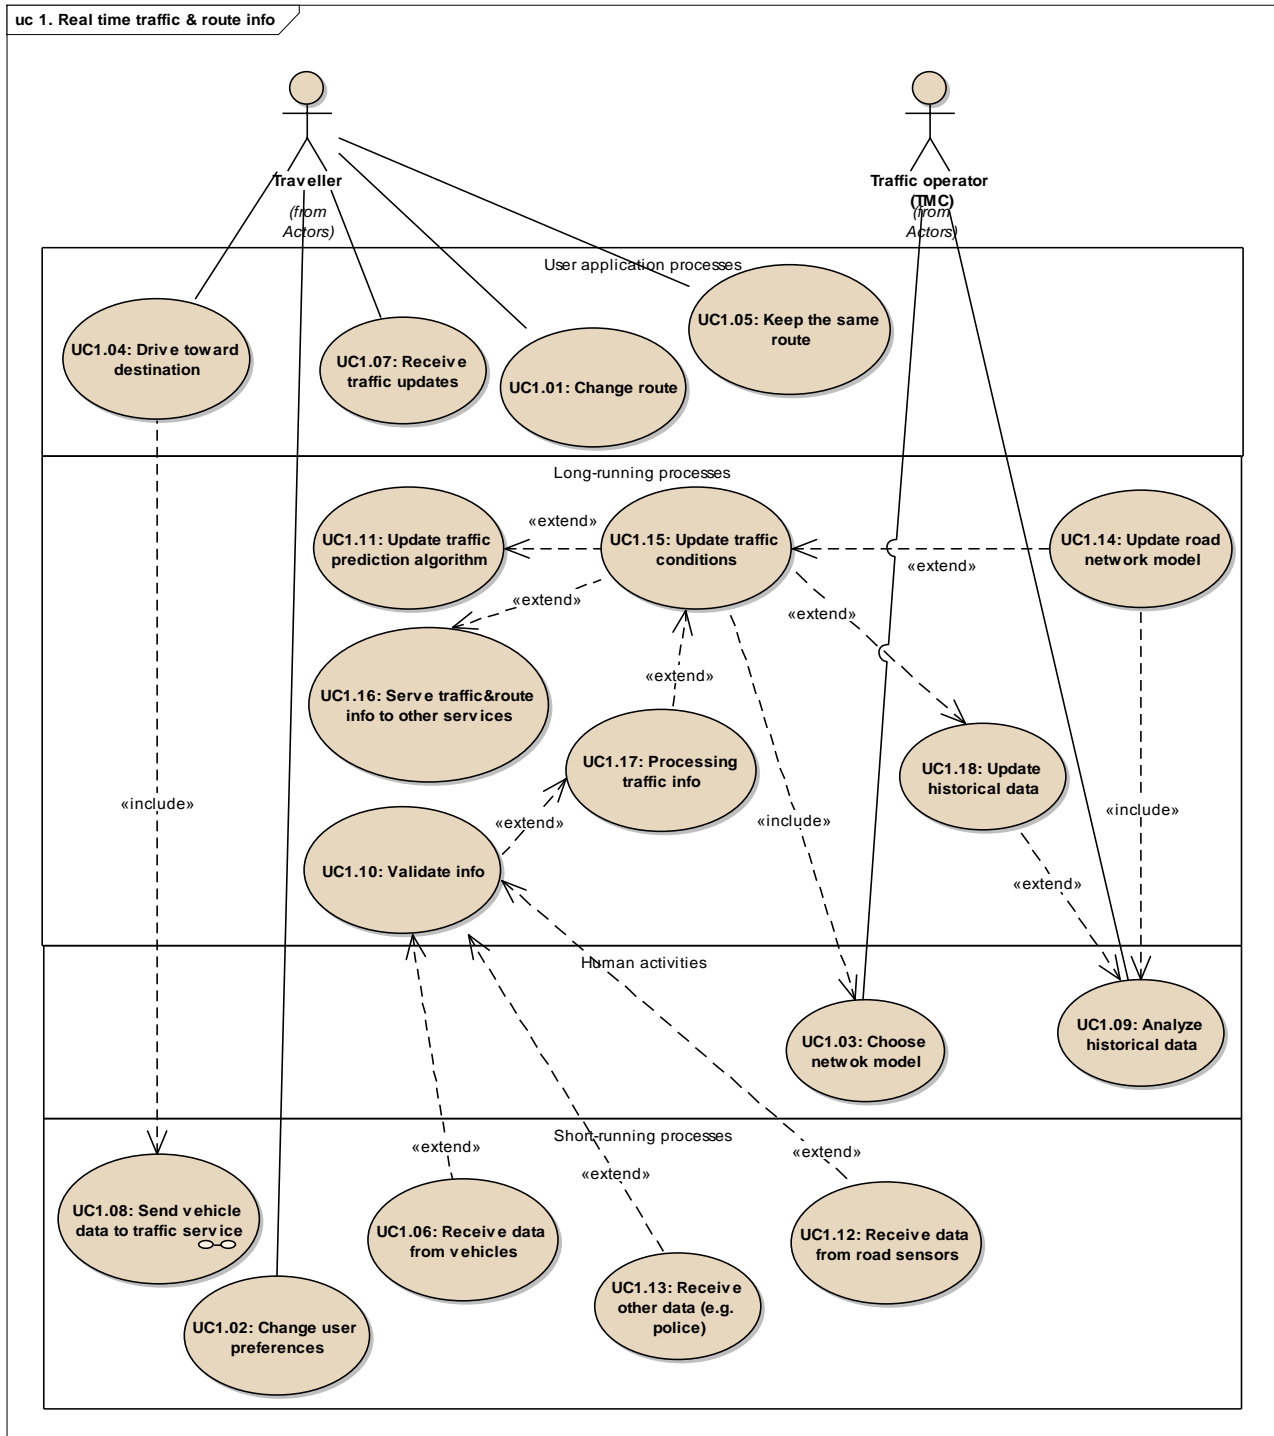 uc 1. Real time traffic & route info
Traveller
(from
Actors)
Traffic operator
(TMC)
(from
Actors)
User application processes
UC1.04: Drive toward
destination
UC1.07: Receive
traffic updates
UC1.01: Change route
UC1.05: Keep the same
route
Long-running processes
UC1.11: Update traffic
prediction algorithm
«extend»
UC1.15: Update traffic
conditions
«extend»
UC1.14: Update road
network model
«extend»
«extend»
UC1.16: Serve traffic&route
info to other services
«extend»
UC1.17: Processing
traffic info
UC1.18: Update
historical data
«include»
«extend»
«include»
«include»
UC1.10: Validate info
«extend»
Human activities
UC1.03: Choose
netwok model
UC1.09: Analyze
historical data
Short-running processes
«extend»
«extend»
«extend»
UC1.08: Send vehicle
data to traffic service
UC1.06: Receive data
from vehicles
UC1.12: Receive data
from road sensors
UC1.13: Receive
other data (e.g.
police)
UC1.02: Change user
preferences